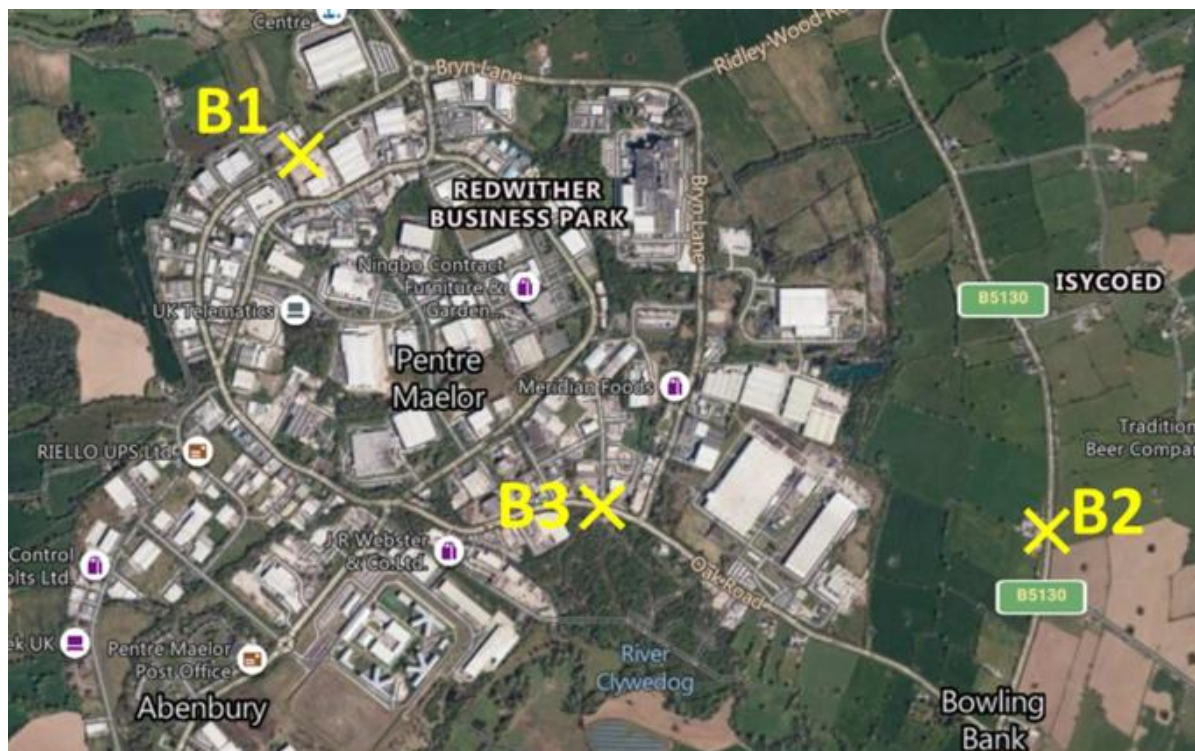 Centre
Bryn Lane
Ridley Wood
B1
REDWITHER
BUSINESS PARK
Bryn Lane
Ningbo Contract
Furniture &
Garden...
UK Telematics
B5130
ISYCOED
Pentre
Maelor
Meridian Foods
RIELLO UPS Ltd
Tradition
Beer Compa
B3
B2
Control
olts Ltd.
J R Webster
& Co.Ltd.
Oak Road
B5130
ek UK
Pentre Maelor
Post Office
River
Clywedog
Abenbury
Bowling
Bank